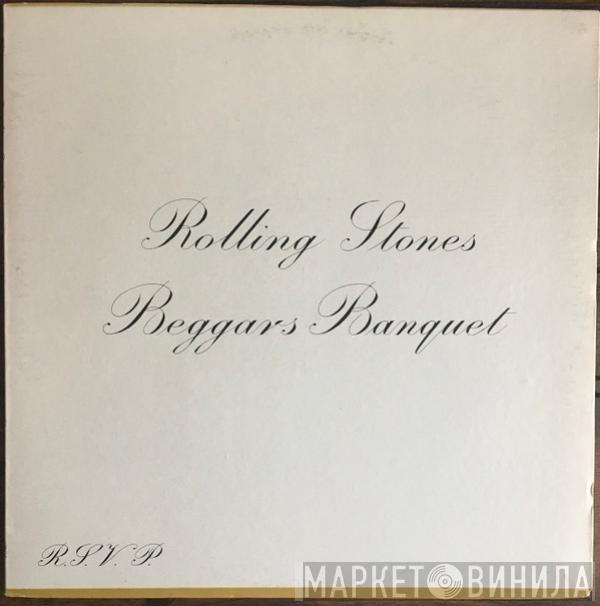 Rolling Stones
Beggars Banquet
R.S.V.P.
МАРКЕТ ВИНИЛА